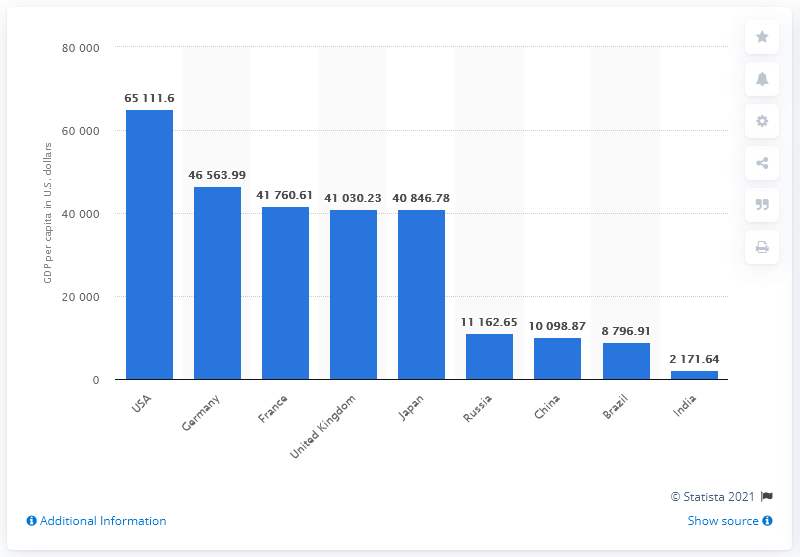 80 000
60 000
40 000
20 000
0
GDP per capita in U.S. dollars
65 111.6
46 563.99
41 760.61
41 030.23
40 846.78
11 162.65
10 098.87
8 796.91
2 171.64
USA
Germany
France
United Kingdom
Japan
Russia
China
Brazil
India
© Statista 2021
Additional Information
Show source